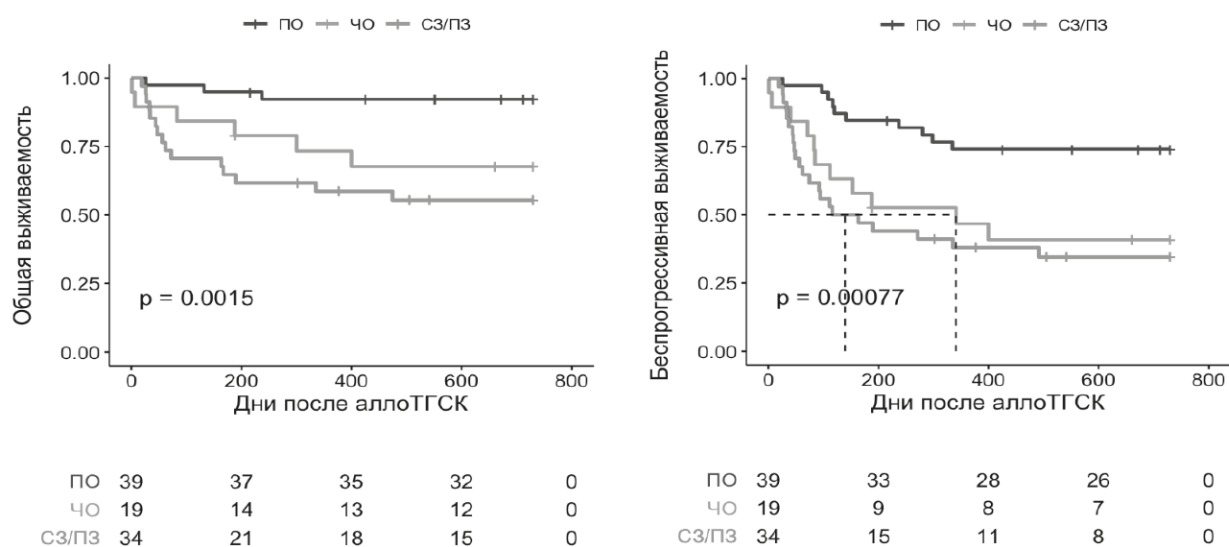 ПО ЧО СЗ/ПЗ
Общая выживаемость
1.00
0.75
0.50
0.25
0.00
p = 0.0015
0 200 400 600 800
Дни после аллоТГСК
ПО 39 37 35 32 0
ЧО 19 14 13 12 0
СЗ/ПЗ 34 21 18 15 0
ПО ЧО СЗ/ПЗ
Беспрогрессивная выживаемость
1.00
0.75
0.50
0.25
0.00
p = 0.00077
0 200 400 600 800
Дни после аллоТГСК
ПО 39 33 28 26 0
ЧО 19 9 8 7 0
СЗ/ПЗ 34 15 11 8 0